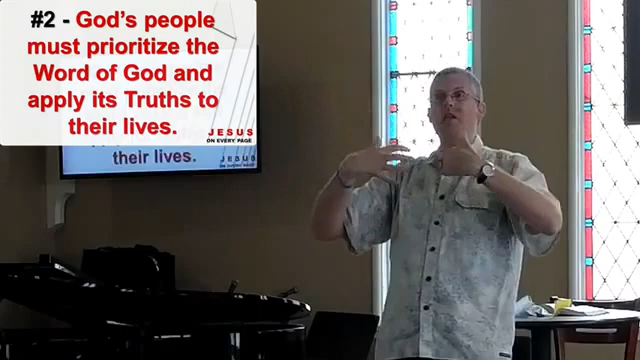 #2 - God's people
must prioritize the
Word of God and
apply its Truths to
their lives.
JESUS
ON EVERY PAGE
their lives.
JESUS